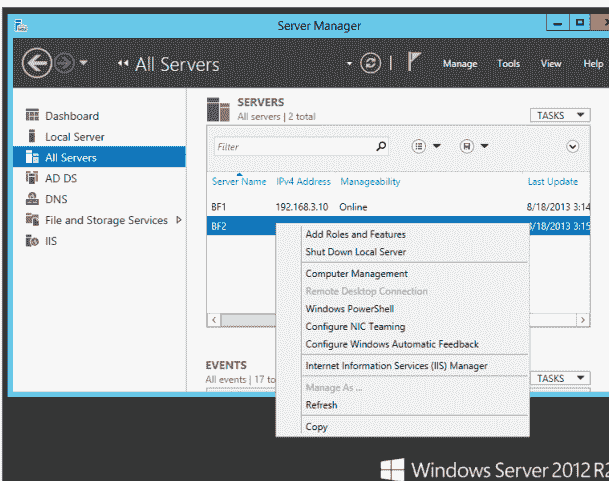 Server Manager
All Servers
Manage Tools View Help
Dashboard
Local Server
All Servers
AD DS
DNS
File and Storage Services
IIS
SERVERS
All servers | 2 total
TASKS
Filter
Server Name IPv4 Address Manageability Last Update
BF1 192.168.3.10 Online 8/18/2013 3:14
BF2 8/18/2013 3:15
Add Roles and Features
Shut Down Local Server
Computer Management
Remote Desktop Connection
Windows PowerShell
Configure NIC Teaming
Configure Windows Automatic Feedback
Internet Information Services (IIS) Manager
Manage As ...
Refresh
Copy
EVENTS
All events | 17 to
TASKS
Windows Server 2012 R2